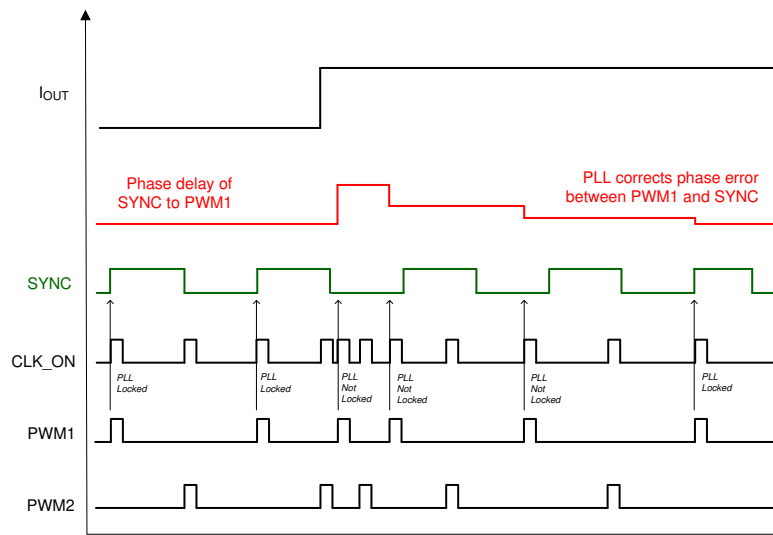 IOUT
Phase delay of
SYNC to PWM1
PLL corrects phase error
between PWM1 and SYNC
SYNC
CLK_ON
PLL
Locked
PLL
Locked
PLL
Not
Locked
PLL
Not
Locked
PLL
Not
Locked
PLL
Locked
PWM1
PWM2